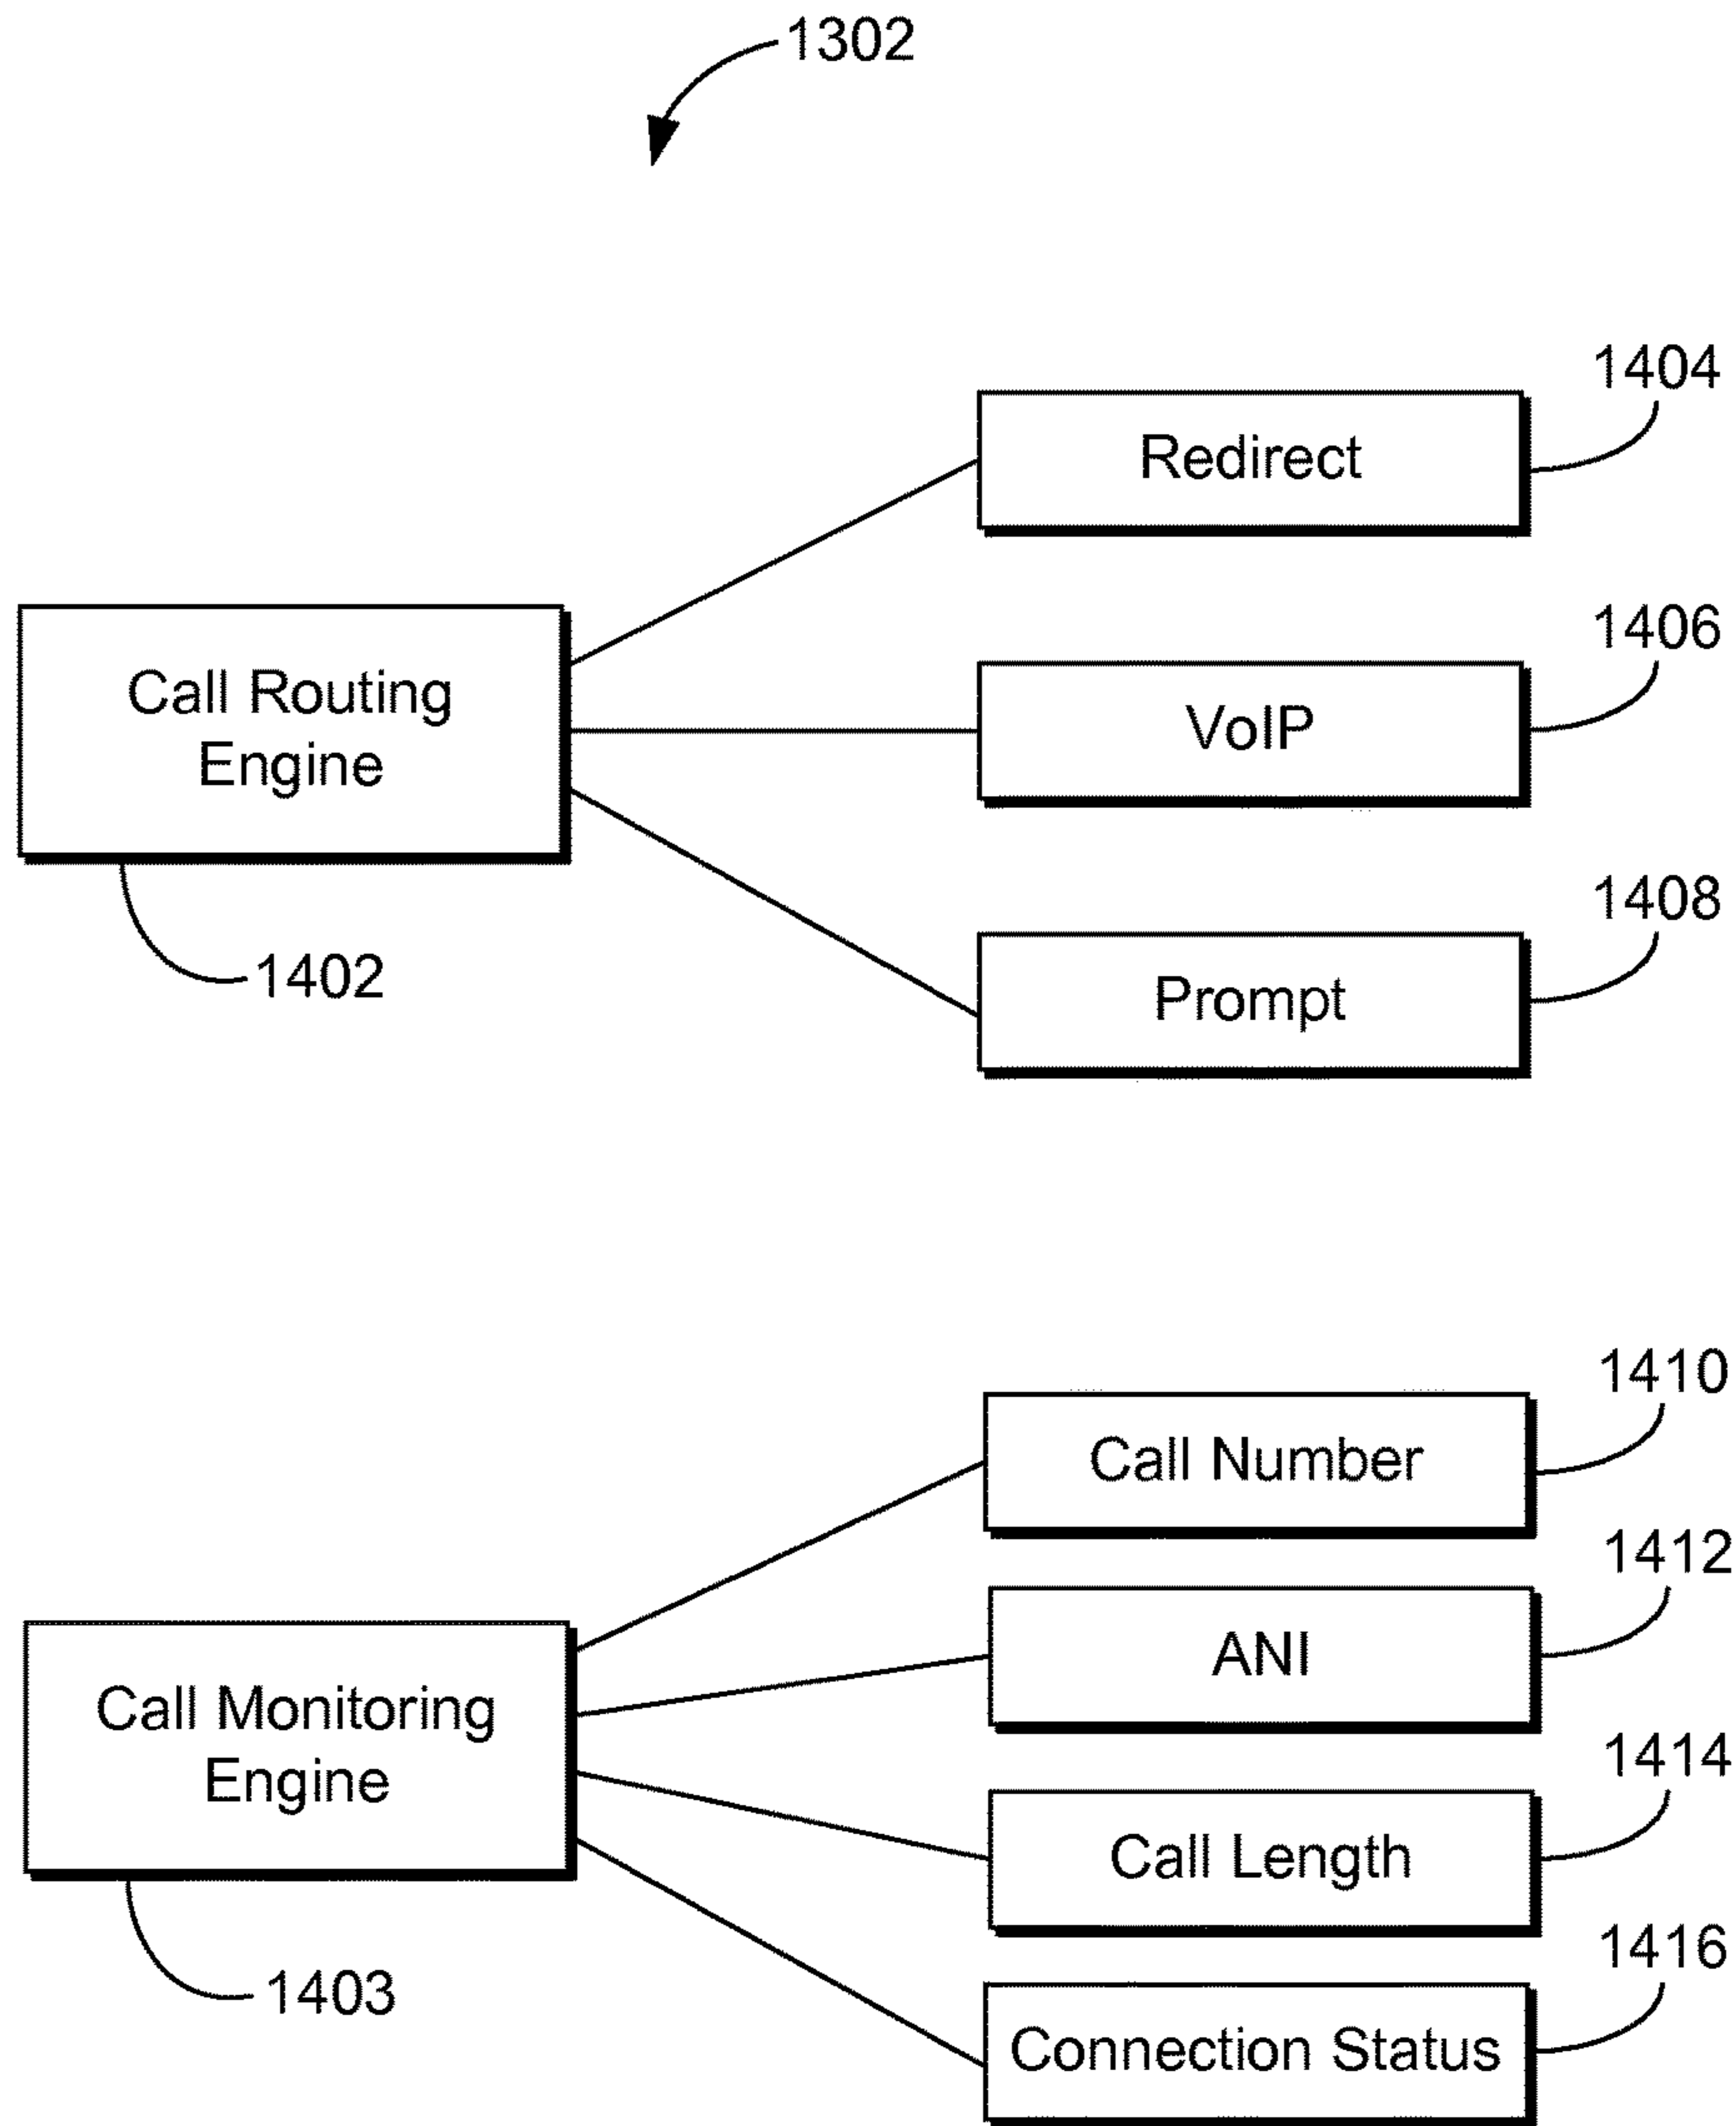 1302
1404
Redirect
1406
Call Routing
Engine
VoIP
1408
1402
Prompt
1410
Call Number
1412
ANI
Call Monitoring
Engine
1414
Call Length
1416
1403
Connection Status